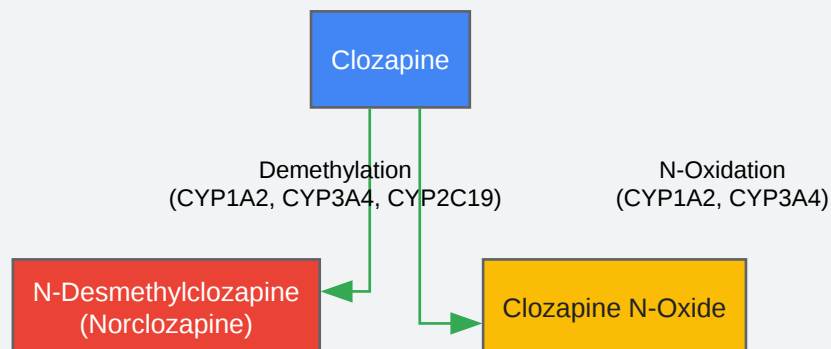 Clozapine
Demethylation
(CYP1A2, CYP3A4, CYP2C19)
N-Oxidation
(CYP1A2, CYP3A4)
N-Desmethylclozapine
(Norclozapine)
Clozapine N-Oxide